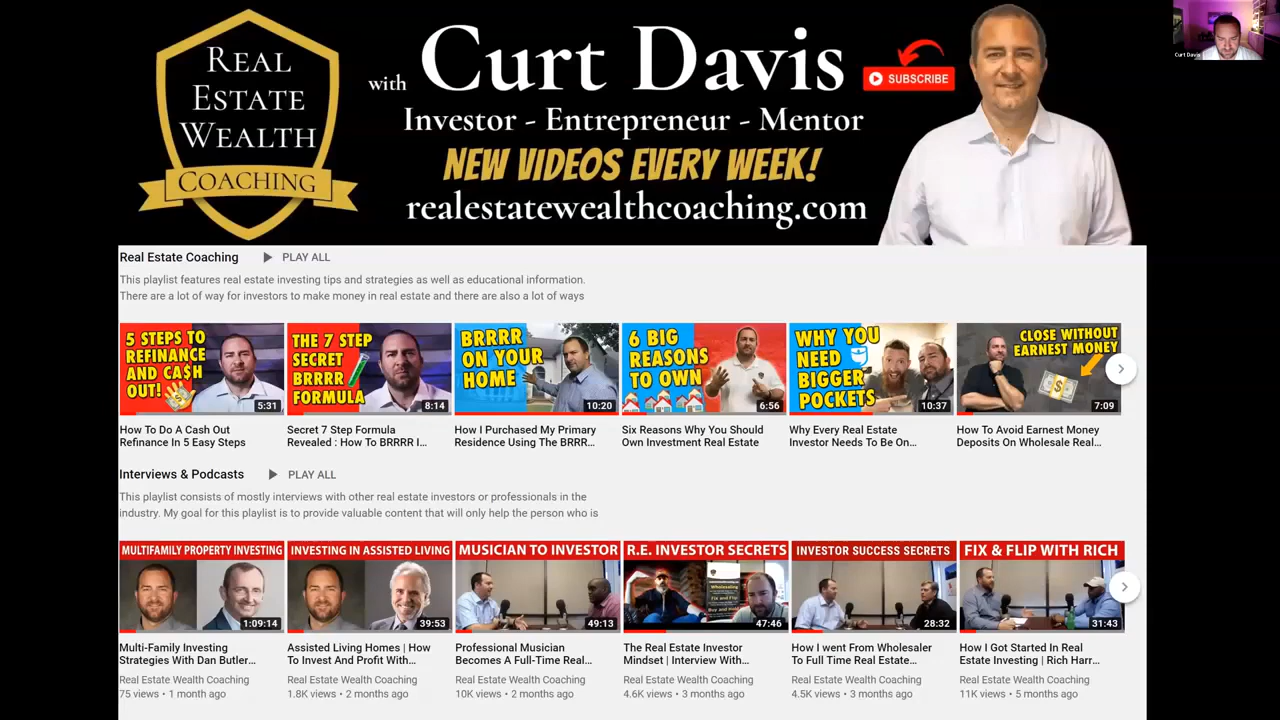 REAL
ESTATE
WEALTH
COACHING
with Curt Davis
SUBSCRIBE
Investor - Entrepreneur - Mentor
NEW VIDEOS EVERY WEEK!
realestatewealthcoaching.com
Curt Davis
Real Estate Coaching PLAY ALL
This playlist features real estate investing tips and strategies as well as educational information.
There are a lot of way for investors to make money in real estate and there are also a lot of ways
5 STEPS TO
REFINANCE
AND CA$H
OUT!
5:31
THE 7 STEP
SECRET
BRRRR
FORMULA
8:14
BRRRR
ON YOUR
HOME
10:20
6 BIG
REASONS
TO OWN
6:56
WHY YOU
NEED
BIGGER
POCKETS
10:37
CLOSE WITHOUT
EARNEST MONEY
7:09
How To Do A Cash Out
Refinance In 5 Easy Steps
Secret 7 Step Formula
Revealed : How To BRRRR I...
How I Purchased My Primary
Residence Using The BRRR...
Six Reasons Why You Should
Own Investment Real Estate
Why Every Real Estate
Investor Needs To Be On...
How To Avoid Earnest Money
Deposits On Wholesale Real...
Interviews & Podcasts PLAY ALL
This playlist consists of mostly interviews with other real estate investors or professionals in the
industry. My goal for this playlist is to provide valuable content that will only help the person who is
MULTIFAMILY PROPERTY INVESTING
1:09:14
INVESTING IN ASSISTED LIVING
39:53
MUSICIAN TO INVESTOR
49:13
R.E. INVESTOR SECRETS
Wholesaling
Fix and Flip
Buy and Hold
47:46
INVESTOR SUCCESS SECRETS
28:32
FIX & FLIP WITH RICH
31:43
Multi-Family Investing
Strategies With Dan Butler...
Real Estate Wealth Coaching
75 views • 1 month ago
Assisted Living Homes | How
To Invest And Profit With...
Real Estate Wealth Coaching
1.8K views • 2 months ago
Professional Musician
Becomes A Full-Time Real...
Real Estate Wealth Coaching
10K views • 2 months ago
The Real Estate Investor
Mindset | Interview With...
Real Estate Wealth Coaching
4.6K views • 3 months ago
How I went From Wholesaler
To Full Time Real Estate...
Real Estate Wealth Coaching
4.5K views • 3 months ago
How I Got Started In Real
Estate Investing | Rich Harr...
Real Estate Wealth Coaching
11K views • 5 months ago